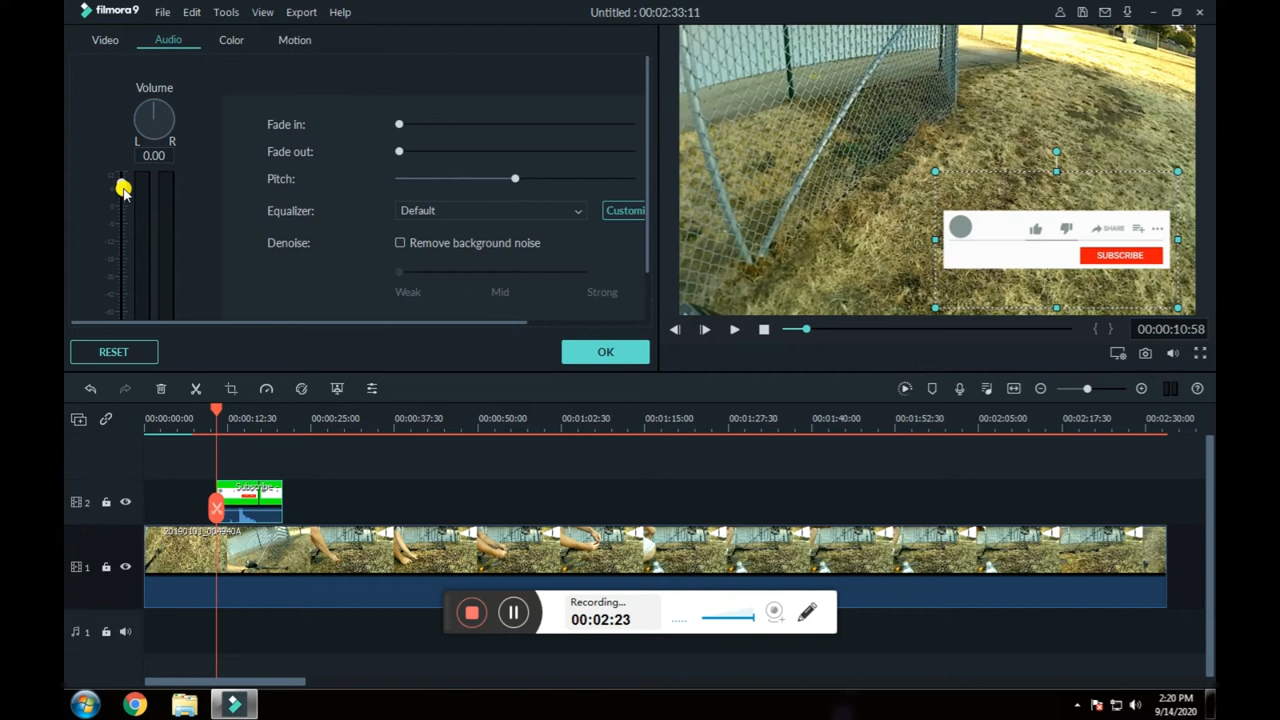 filmora9 File Edit Tools View Export Help Untitled : 00:02:33:11
Video Audio Color Motion
Volume
L R
0.00
Fade in:
Fade out:
Pitch:
Equalizer: Default Customi
Denoise: Remove background noise
Weak Mid Strong
RESET OK
SHARE
SUBSCRIBE
{ } 00:00:10:58
00:00:00:00 00:00:12:30 00:00:25:00 00:00:37:30 00:00:50:00 00:01:02:30 00:01:15:00 00:01:27:30 00:01:40:00 00:01:52:30 00:02:05:00 00:02:17:30 00:02:30:00
2 Subscribe
20190101_004940A
1
1
Recording...
00:02:23
2:20 PM
9/14/2020